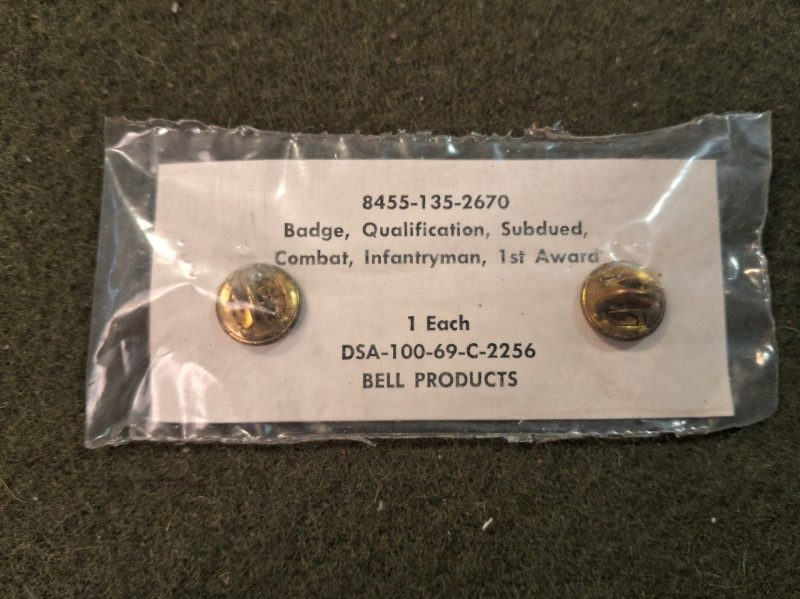 8455-135-2670
Badge, Qualification, Subdued,
Combat, Infantryman, 1st Award
1 Each
DSA-100-69-C-2256
BELL PRODUCTS